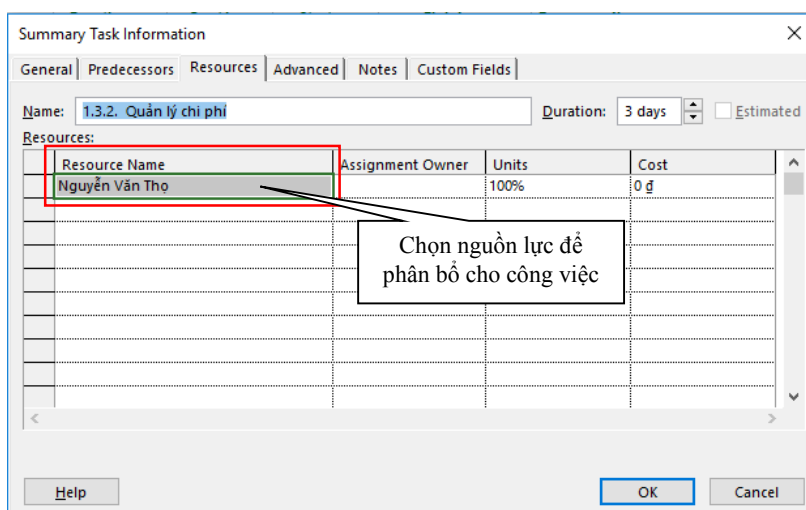 Summary Task Information
General Predecessors Resources Advanced Notes Custom Fields
Name: 1.3.2. Quản lý chi phí Duration: 3 days Estimated
Resources:
Resource Name Assignment Owner Units Cost
Nguyễn Văn Thọ 100% 0 ₫
Chọn nguồn lực để
phân bổ cho công việc
Help OK Cancel